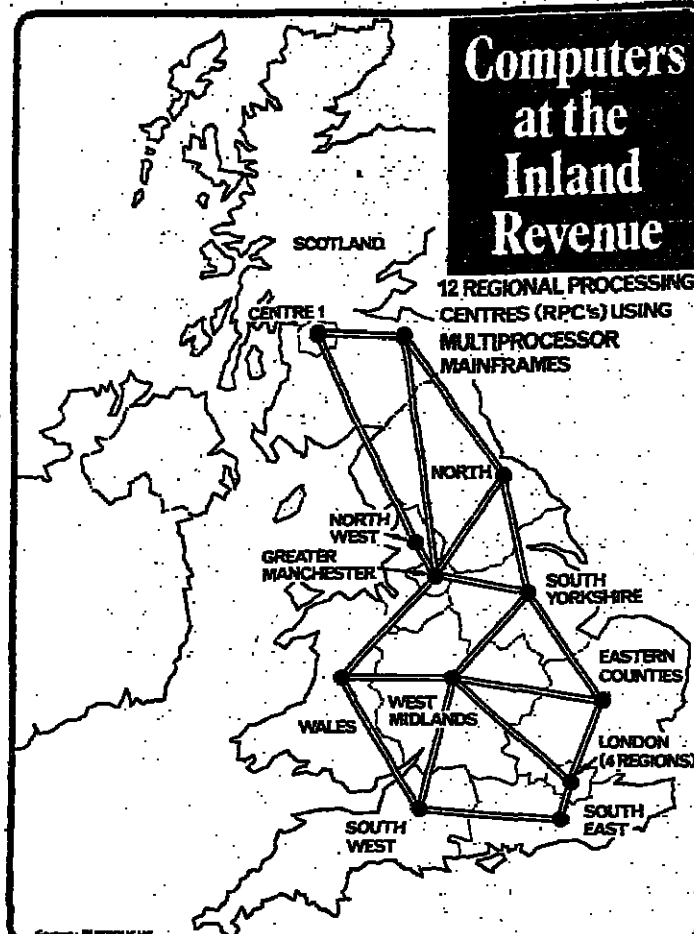 Computers
at the
Inland
Revenue
12 REGIONAL PROCESSING
CENTRES (RPC's) USING
MULTIPROCESSOR
MAINFRAMES
SCOTLAND
CENTRE 1
NORTH
NORTH
WEST
GREATER
MANCHESTER
SOUTH
YORKSHIRE
EASTERN
COUNTIES
WALES
WEST
MIDLANDS
LONDON
(4 REGIONS)
SOUTH
WEST
SOUTH
EAST